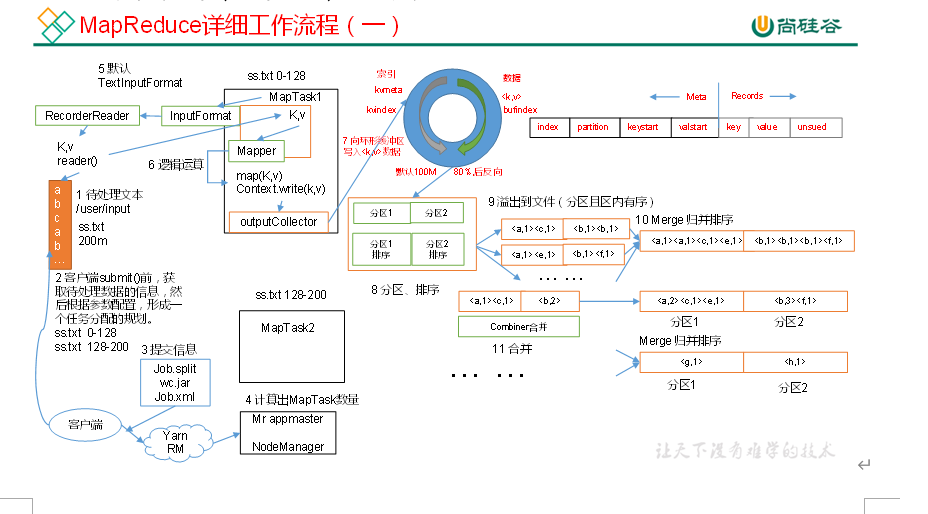 MapReduce详细工作流程（一）
尚硅谷
5 默认
TextInputFormat
ss.txt 0-128
MapTask1
RecorderReader
InputFormat
K,v
K,v
reader()
Mapper
6 逻辑运算
map(K,v)
Context.write(k,v)
outputCollector
a
b
c
a
b
...
1 待处理文本
/user/input
ss.txt
200m
2 客户端submit()前，获
取待处理数据的信息，然
后根据参数配置，形成一
个任务分配的规划。
ss.txt 0-128
ss.txt 128-200
3 提交信息
Job.split
wc.jar
Job.xml
客户端
Yarn
RM
ss.txt 128-200
MapTask2
4 计算出MapTask数量
Mr appmaster
NodeManager
索引
kvmeta
kvindex
数据
<k,v>
bufindex
7 向环形缓冲区
写入<k,v>数据
默认100M
80%,后反向
Meta
Records
index
partition
keystart
valstart
key
value
unsued
分区1
分区2
分区1
排序
分区2
排序
8 分区、排序
9 溢出到文件（分区且区内有序）
<a,1><c,1>
<b,1><b,1>
<a,1><e,1>
<b,1><f,1>
... ...
10 Merge 归并排序
<a,1><a,1><c,1><e,1>
<b,1><b,1><b,1><f,1>
<a,1><c,1>
<b,2>
Combiner合并
11 合并
<a,2><c,1><e,1>
<b,3><f,1>
分区1
分区2
Merge 归并排序
<g,1>
<h,1>
分区1
分区2
... ...
让天下没有难学的技术